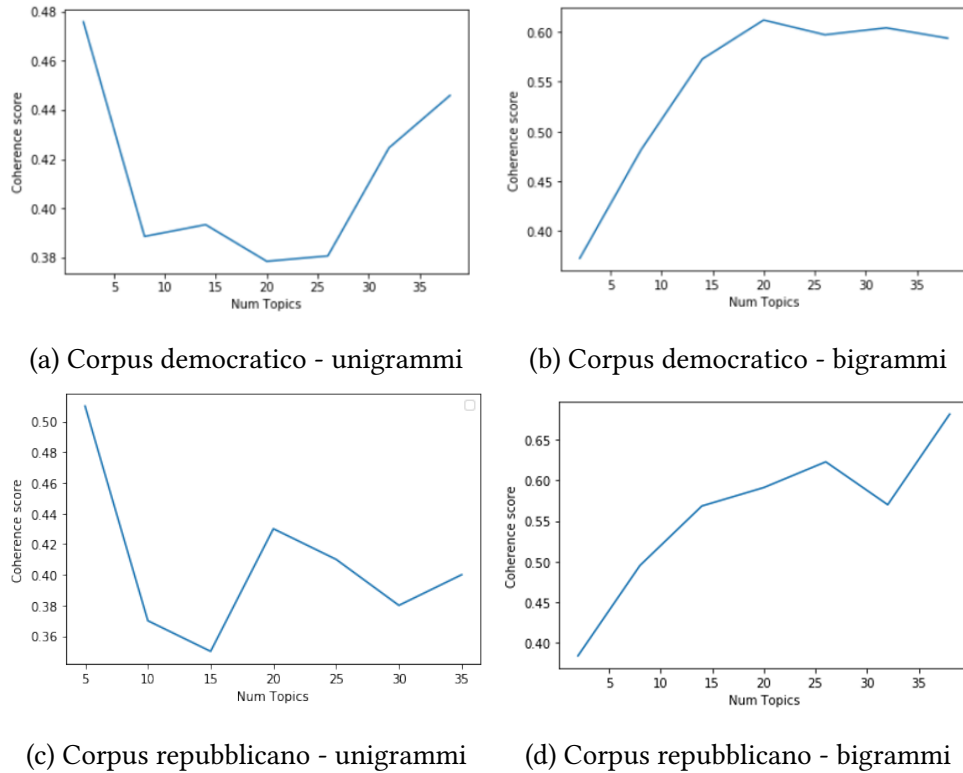 0.48
0.46
0.44
0.42
0.40
0.38
Coherence score
5 10 15 20 25 30 35
Num Topics
(a) Corpus democratico - unigrammi
0.60
0.55
0.50
0.45
0.40
Coherence score
5 10 15 20 25 30 35
Num Topics
(b) Corpus democratico - bigrammi
0.50
0.48
0.46
0.44
0.42
0.40
0.38
0.36
Coherence score
5 10 15 20 25 30 35
Num Topics
(c) Corpus repubblicano - unigrammi
0.65
0.60
0.55
0.50
0.45
0.40
Coherence score
5 10 15 20 25 30 35
Num Topics
(d) Corpus repubblicano - bigrammi